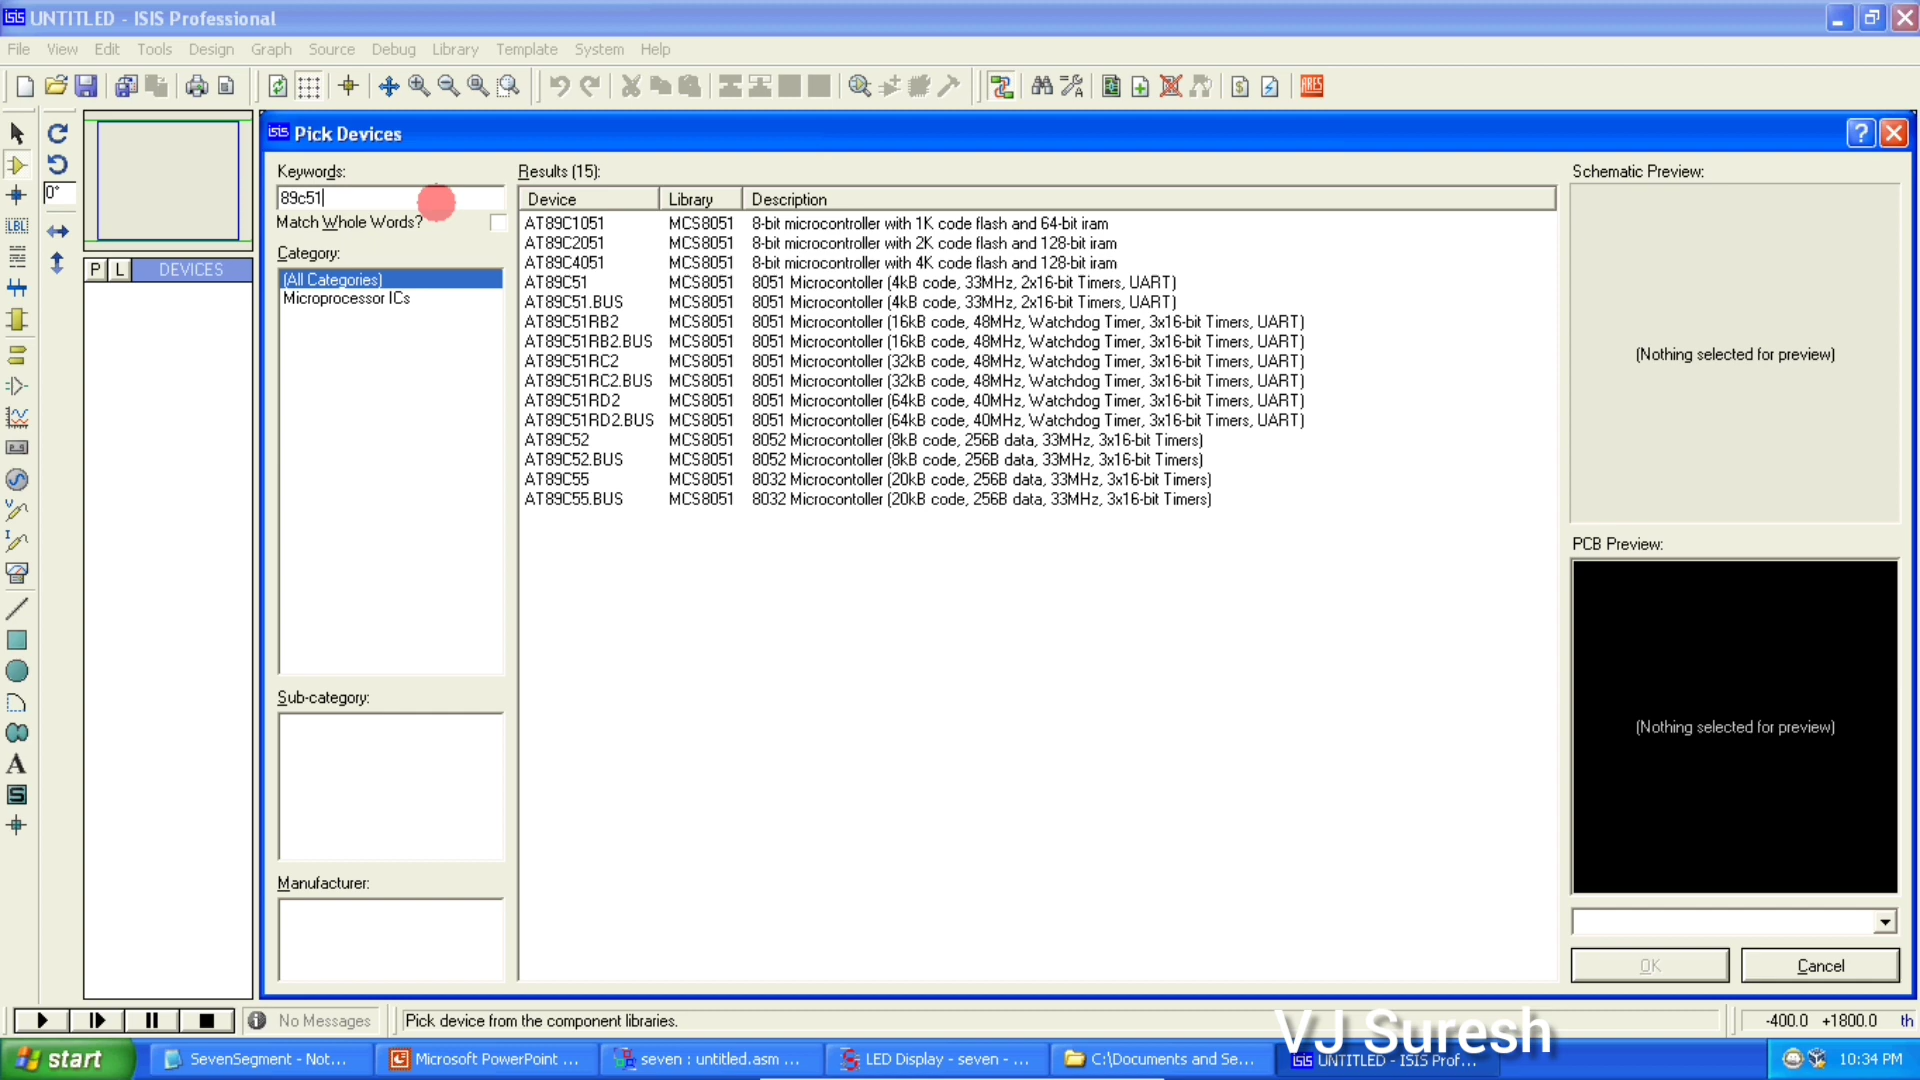 UNTITLED - ISIS Professional
File View Edit Tools Design Graph Source Debug Library Template System Help
Pick Devices
Keywords:
89c51
Match Whole Words?
Category:
(All Categories)
Microprocessor ICs
Sub-category:
Manufacturer:
Results (15):
Device Library Description
AT89C1051 MCS8051 8-bit microcontroller with 1K code flash and 64-bit iram
AT89C2051 MCS8051 8-bit microcontroller with 2K code flash and 128-bit iram
AT89C4051 MCS8051 8-bit microcontroller with 4K code flash and 128-bit iram
AT89C51 MCS8051 8051 Microcontoller (4kB code, 33MHz, 2x16-bit Timers, UART)
AT89C51.BUS MCS8051 8051 Microcontoller (4kB code, 33MHz, 2x16-bit Timers, UART)
AT89C51RB2 MCS8051 8051 Microcontoller (16kB code, 48MHz, Watchdog Timer, 3x16-bit Timers, UART)
AT89C51RB2.BUS MCS8051 8051 Microcontoller (16kB code, 48MHz, Watchdog Timer, 3x16-bit Timers, UART)
AT89C51RC2 MCS8051 8051 Microcontoller (32kB code, 48MHz, Watchdog Timer, 3x16-bit Timers, UART)
AT89C51RC2.BUS MCS8051 8051 Microcontoller (32kB code, 48MHz, Watchdog Timer, 3x16-bit Timers, UART)
AT89C51RD2 MCS8051 8051 Microcontoller (64kB code, 40MHz, Watchdog Timer, 3x16-bit Timers, UART)
AT89C51RD2.BUS MCS8051 8051 Microcontoller (64kB code, 40MHz, Watchdog Timer, 3x16-bit Timers, UART)
AT89C52 MCS8051 8052 Microcontoller (8kB code, 256B data, 33MHz, 3x16-bit Timers)
AT89C52.BUS MCS8051 8052 Microcontoller (8kB code, 256B data, 33MHz, 3x16-bit Timers)
AT89C55 MCS8051 8032 Microcontoller (20kB code, 256B data, 33MHz, 3x16-bit Timers)
AT89C55.BUS MCS8051 8032 Microcontoller (20kB code, 256B data, 33MHz, 3x16-bit Timers)
Schematic Preview:
(Nothing selected for preview)
PCB Preview:
(Nothing selected for preview)
OK Cancel
0°
P L DEVICES
LBL
A
S
ARES
No Messages
Pick device from the component libraries.
-400.0 +1800.0 th
VJ Suresh
start
SevenSegment - Not...
Microsoft PowerPoint ...
seven : untitled.asm ...
LED Display - seven - ...
C:\Documents and Se...
UNTITLED - ISIS Prof...
10:34 PM